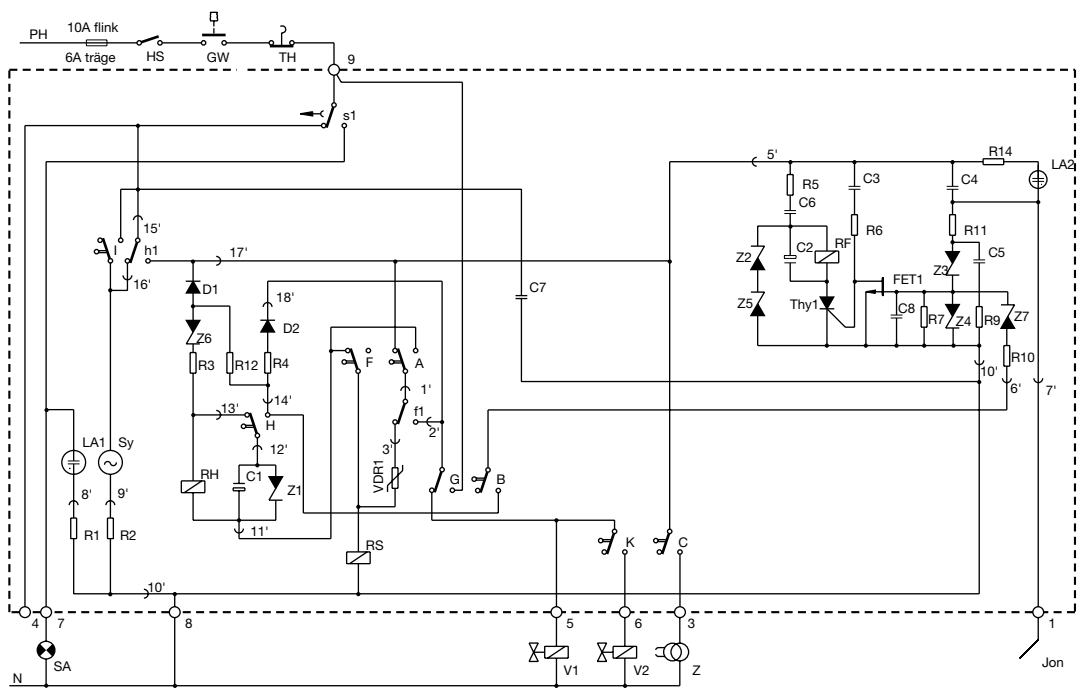 PH
10A flink
6A träge
HS
GW
TH
9
s1
5'
R14
LA2
R5
C6
C3
C4
15'
I
h1
16'
17'
R11
R6
C2
RF
Z2
Z3
C5
D1
18'
D2
C7
FET1
Z5
Thy1
C8
R7
Z4
R9
Z7
Z6
R3
R12
R4
F
A
R10
10'
6'
7'
1'
14'
13'
H
f1
2'
12'
3'
LA1
Sy
RH
C1
Z1
VDR1
G
B
8'
9'
R1
R2
11'
RS
K
C
10'
4
7
8
5
6
3
1
SA
V1
V2
Z
Jon
N